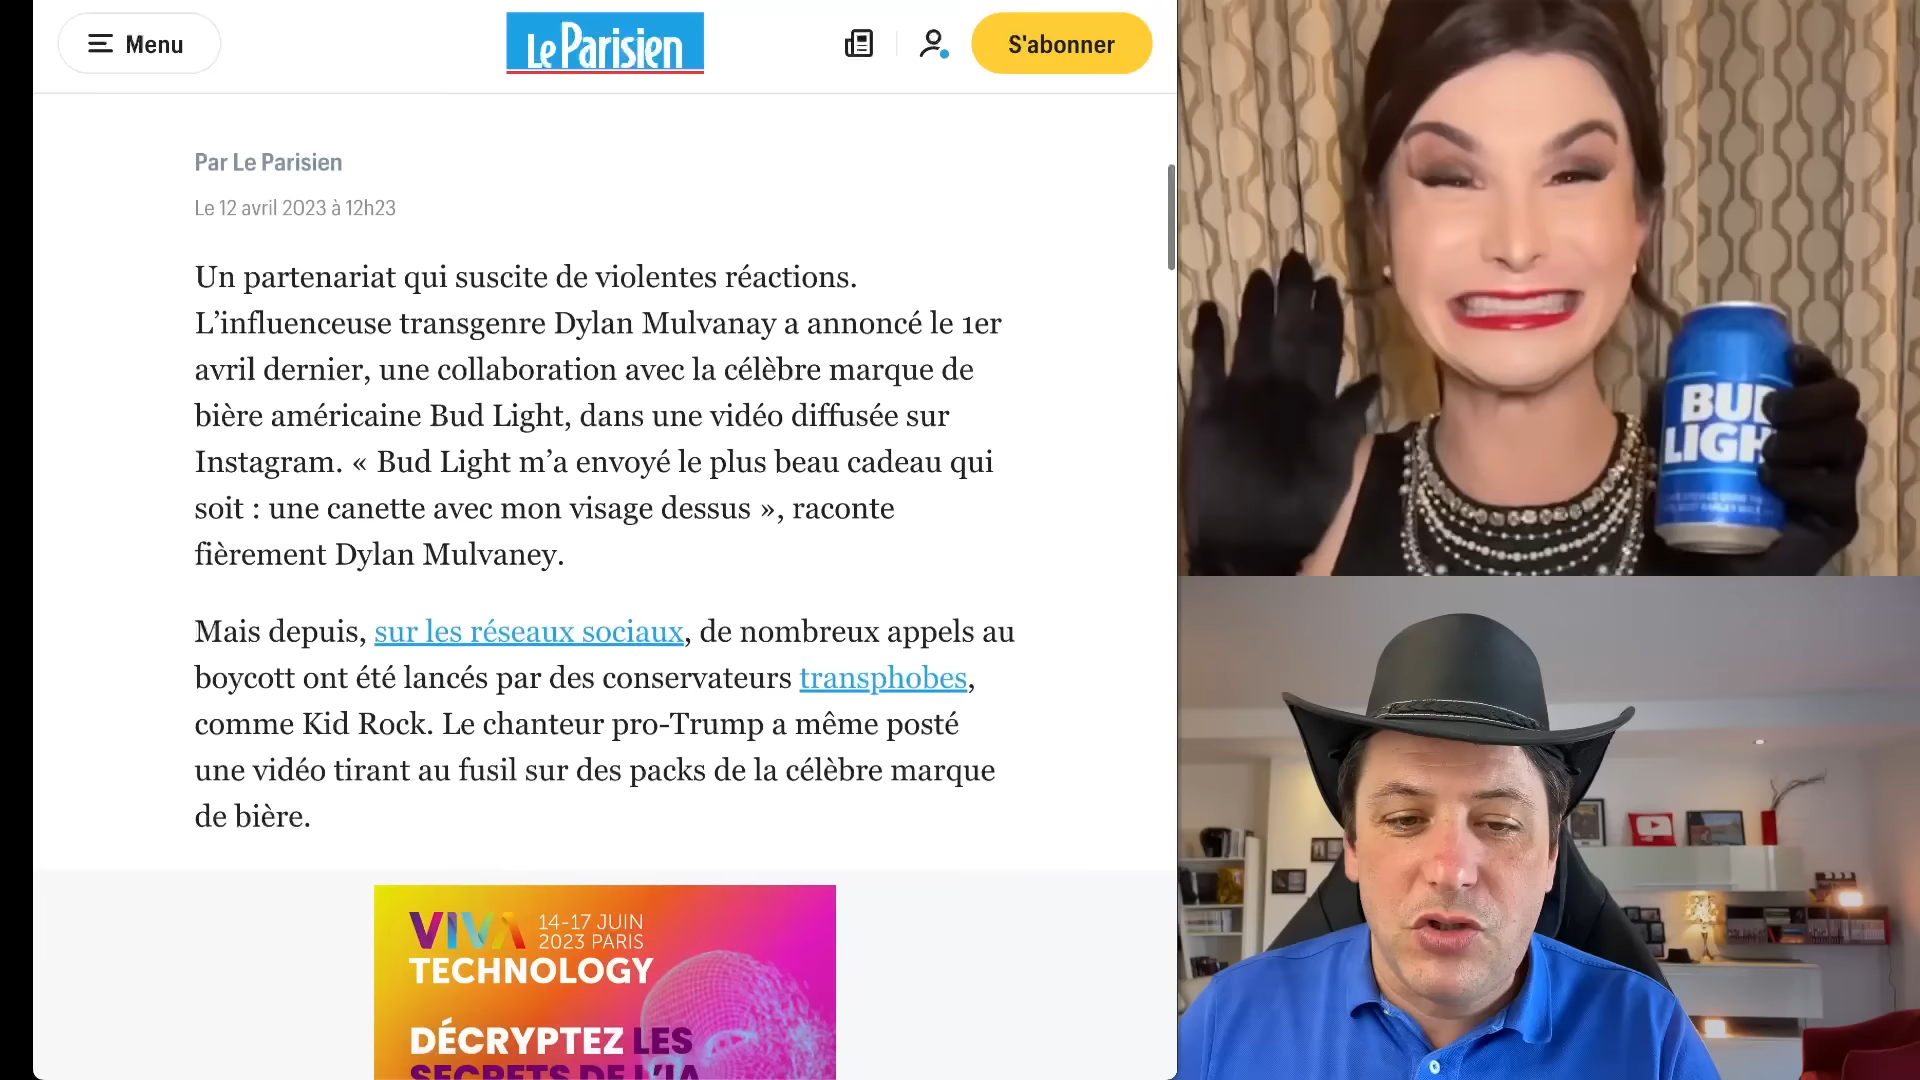 Menu
Le Parisien
S'abonner
Par Le Parisien
Le 12 avril 2023 à 12h23
Un partenariat qui suscite de violentes réactions.
L’influenceuse transgenre Dylan Mulvanay a annoncé le 1er
avril dernier, une collaboration avec la célèbre marque de
bière américaine Bud Light, dans une vidéo diffusée sur
Instagram. « Bud Light m’a envoyé le plus beau cadeau qui
soit : une canette avec mon visage dessus », raconte
fièrement Dylan Mulvaney.
Mais depuis, sur les réseaux sociaux, de nombreux appels au
boycott ont été lancés par des conservateurs transphobes,
comme Kid Rock. Le chanteur pro-Trump a même posté
une vidéo tirant au fusil sur des packs de la célèbre marque
de bière.
VIVA 14-17 JUIN
2023 PARIS
TECHNOLOGY
DÉCRYPTEZ LES
SECRETS DE L'IA
BUD
LIGH